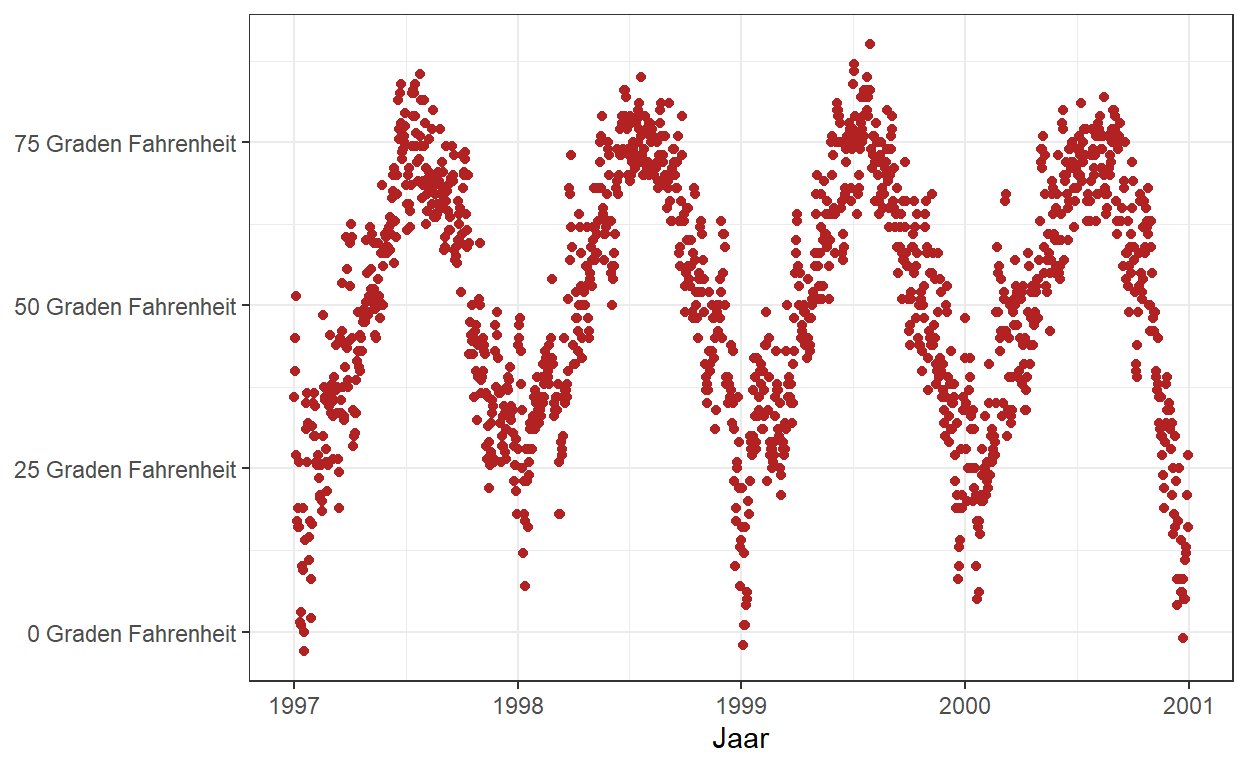 75 Graden Fahrenheit
50 Graden Fahrenheit
25 Graden Fahrenheit
0 Graden Fahrenheit
1997 1998 1999 2000 2001
Jaar